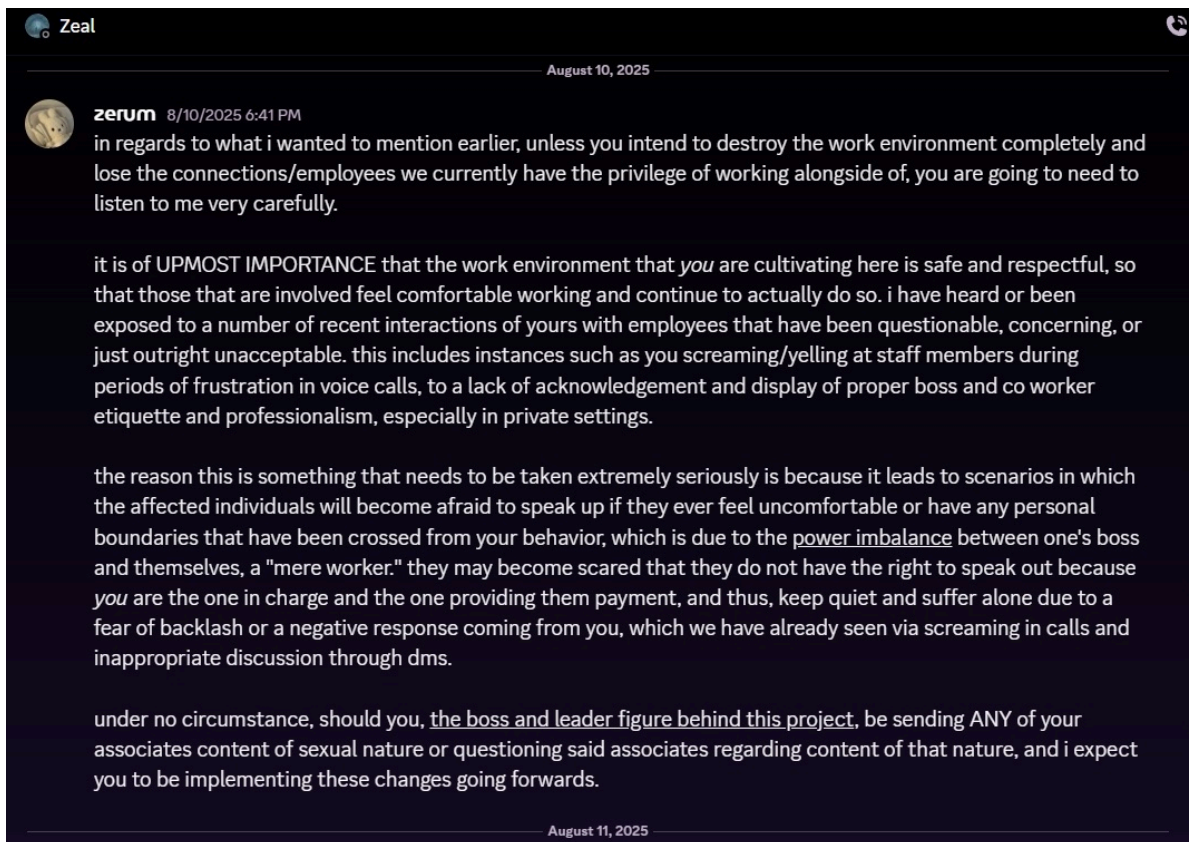 Zeal
August 10, 2025
zerum 8/10/2025 6:41 PM
in regards to what i wanted to mention earlier, unless you intend to destroy the work environment completely and
lose the connections/employees we currently have the privilege of working alongside of, you are going to need to
listen to me very carefully.
it is of UPMOST IMPORTANCE that the work environment that you are cultivating here is safe and respectful, so
that those that are involved feel comfortable working and continue to actually do so. i have heard or been
exposed to a number of recent interactions of yours with employees that have been questionable, concerning, or
just outright unacceptable. this includes instances such as you screaming/yelling at staff members during
periods of frustration in voice calls, to a lack of acknowledgement and display of proper boss and co worker
etiquette and professionalism, especially in private settings.
the reason this is something that needs to be taken extremely seriously is because it leads to scenarios in which
the affected individuals will become afraid to speak up if they ever feel uncomfortable or have any personal
boundaries that have been crossed from your behavior, which is due to the power imbalance between one's boss
and themselves, a "mere worker." they may become scared that they do not have the right to speak out because
you are the one in charge and the one providing them payment, and thus, keep quiet and suffer alone due to a
fear of backlash or a negative response coming from you, which we have already seen via screaming in calls and
inappropriate discussion through dms.
under no circumstance, should you, the boss and leader figure behind this project, be sending ANY of your
associates content of sexual nature or questioning said associates regarding content of that nature, and i expect
you to be implementing these changes going forwards.
August 11, 2025